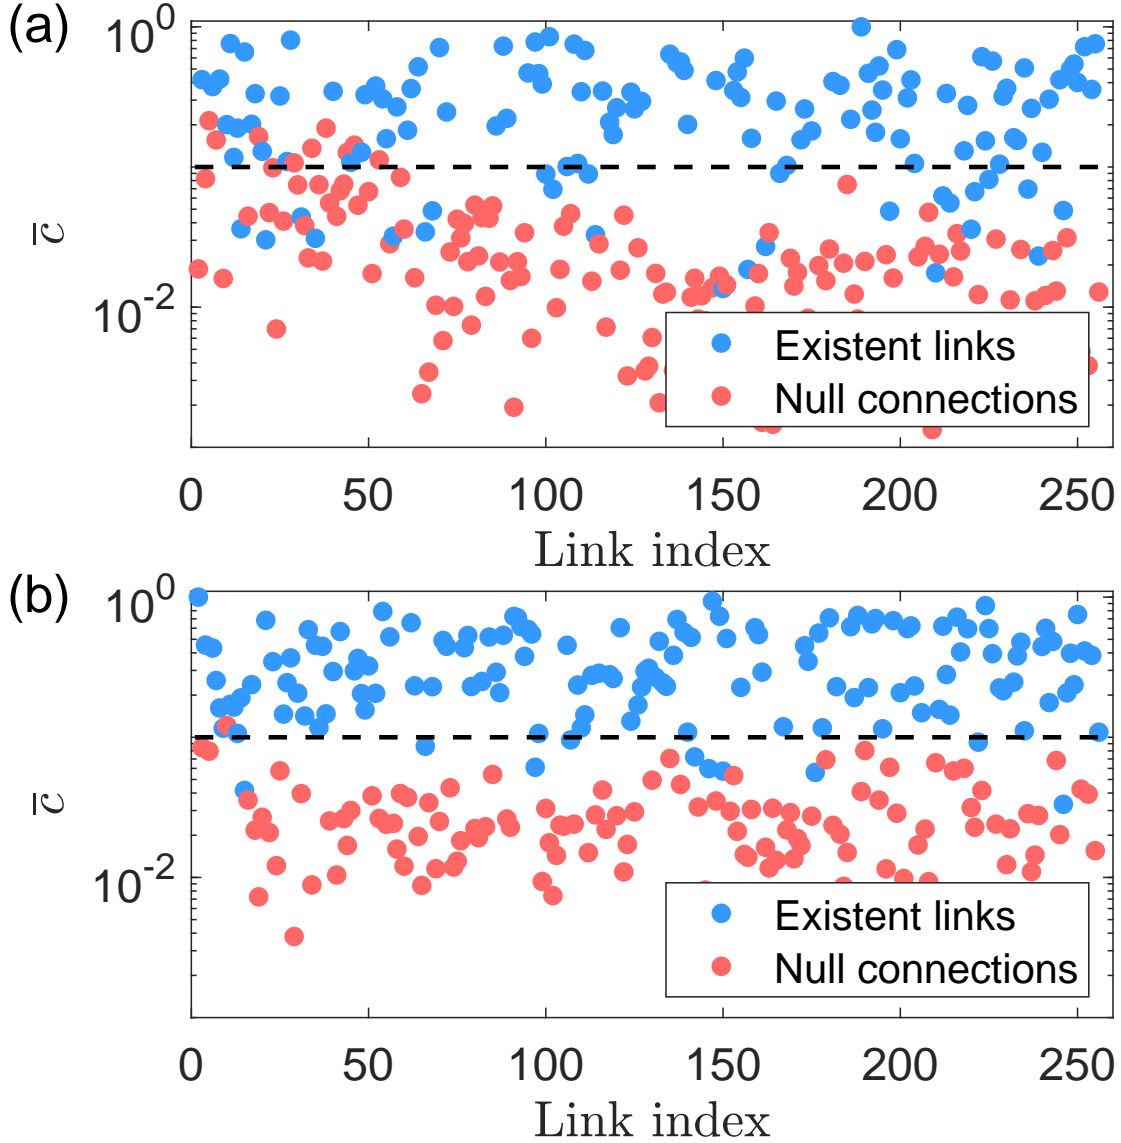 (a)
10^0
10^-2
c̅
0 50 100 150 200 250
Link index
Existent links
Null connections
(b)
10^0
10^-2
c̅
0 50 100 150 200 250
Link index
Existent links
Null connections